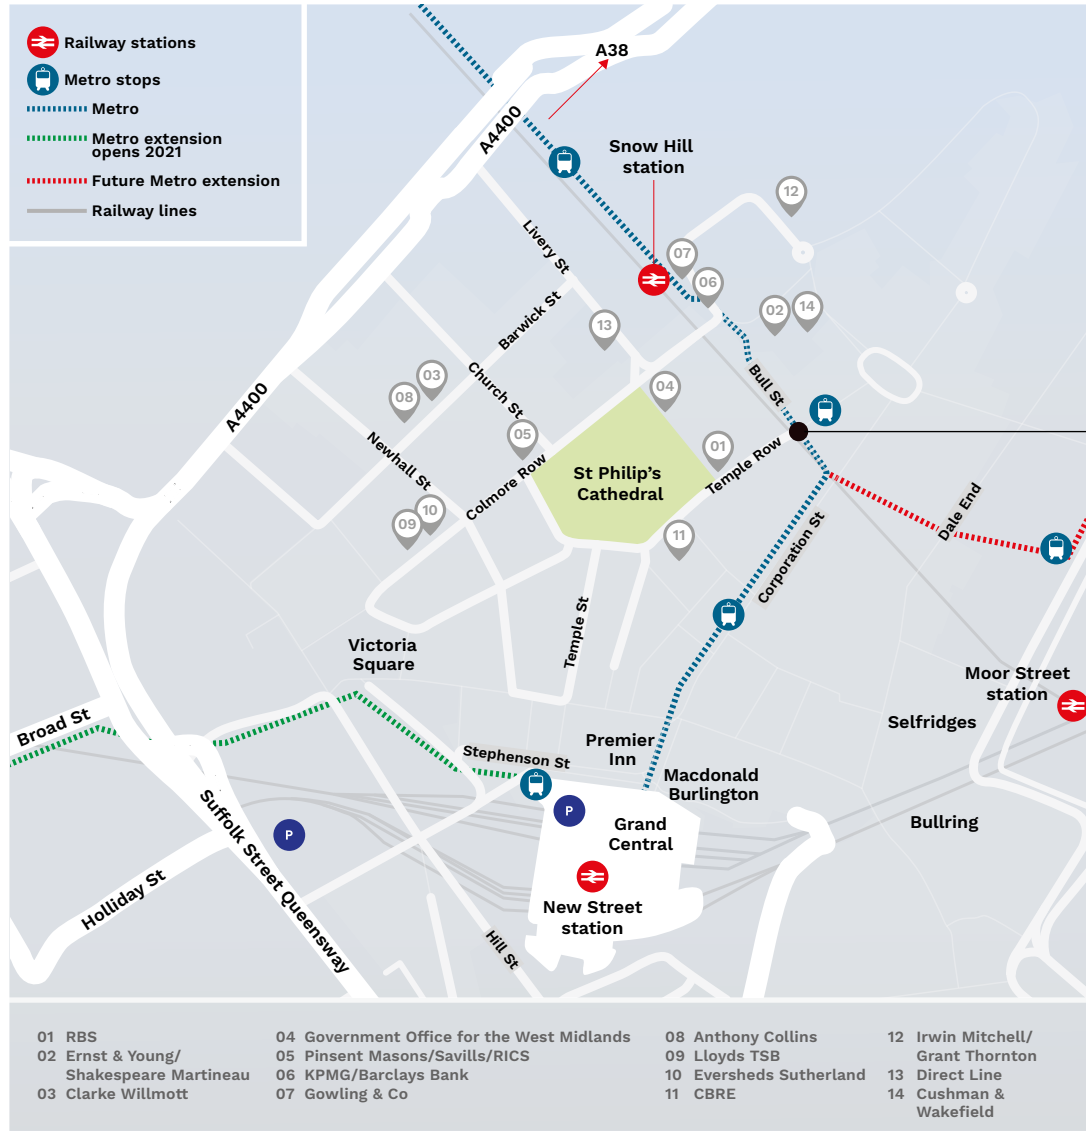 Railway stations
Metro stops
Metro
Metro extension
opens 2021
Future Metro extension
Railway lines
A38
A4400
Snow Hill
station
12
Livery St
07
06
02
14
Barwick St
13
A4400
03
08
Church St
04
Bull St
05
01
Newhall St
Colmore Row
St Philip's
Cathedral
Temple Row
10
09
11
Corporation St
Dale End
Temple St
Victoria
Square
Moor Street
station
Broad St
Selfridges
Stephenson St
Premier
Inn
Macdonald
Burlington
P
P
Grand
Central
Bullring
Suffolk Street Queensway
Holliday St
New Street
station
Hill St
01 RBS
02 Ernst & Young/
Shakespeare Martineau
03 Clarke Willmott
04 Government Office for the West Midlands
05 Pinsent Masons/Savills/RICS
06 KPMG/Barclays Bank
07 Gowling & Co
08 Anthony Collins
09 Lloyds TSB
10 Eversheds Sutherland
11 CBRE
12 Irwin Mitchell/
Grant Thornton
13 Direct Line
14 Cushman &
Wakefield